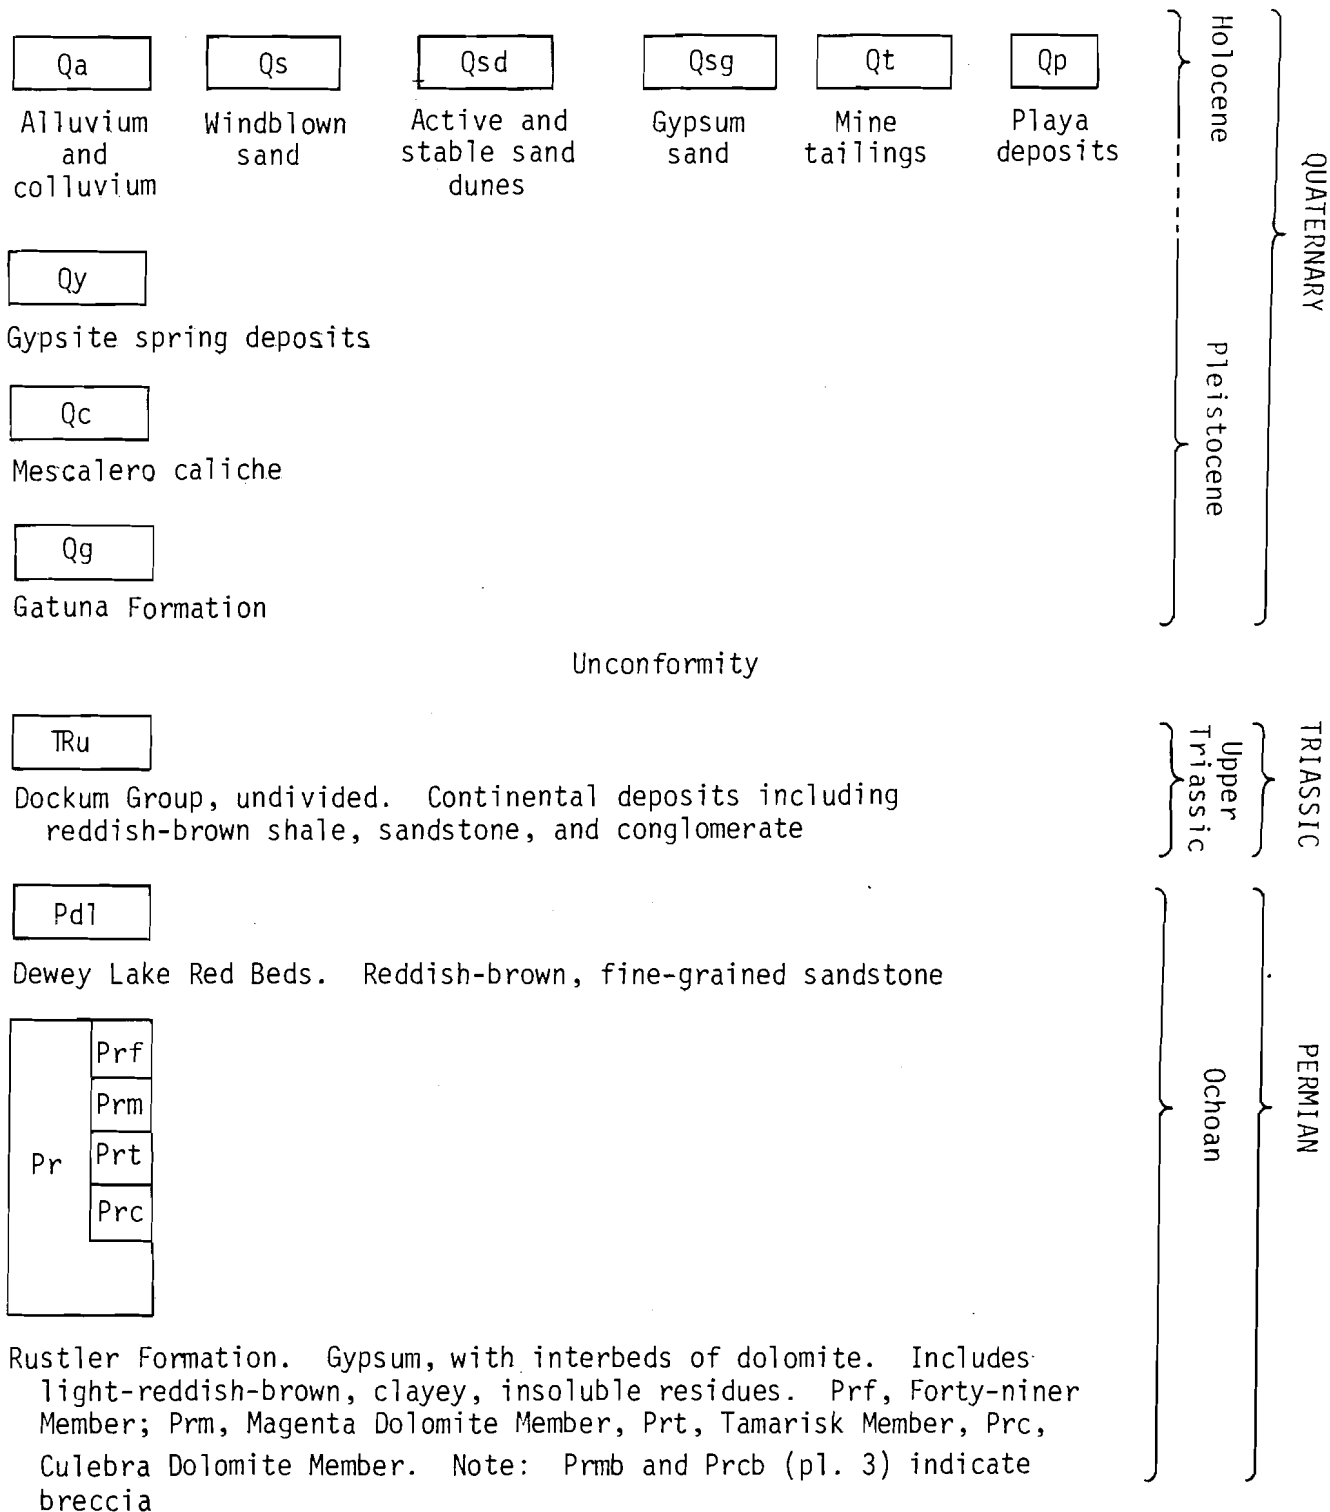 Qa Qs Qsd Qsg Qt Qp
Alluvium and colluvium
Windblown sand
Active and stable sand dunes
Gypsum sand
Mine tailings
Playa deposits
Holocene
QUATERNARY
Qy
Gypsite spring deposits
Pleistocene
Qc
Mescalero caliche
Qg
Gatuna Formation
Unconformity
TRu
Upper Triassic
TRIASSIC
Dockum Group, undivided. Continental deposits including
reddish-brown shale, sandstone, and conglomerate
Pdl
Dewey Lake Red Beds. Reddish-brown, fine-grained sandstone
Ochoan
PERMIAN
Pr
Prf
Prm
Prt
Prc
Rustler Formation. Gypsum, with interbeds of dolomite. Includes
light-reddish-brown, clayey, insoluble residues. Prf, Forty-niner
Member; Prm, Magenta Dolomite Member, Prt, Tamarisk Member, Prc,
Culebra Dolomite Member. Note: Prmb and Prcb (pl. 3) indicate
breccia